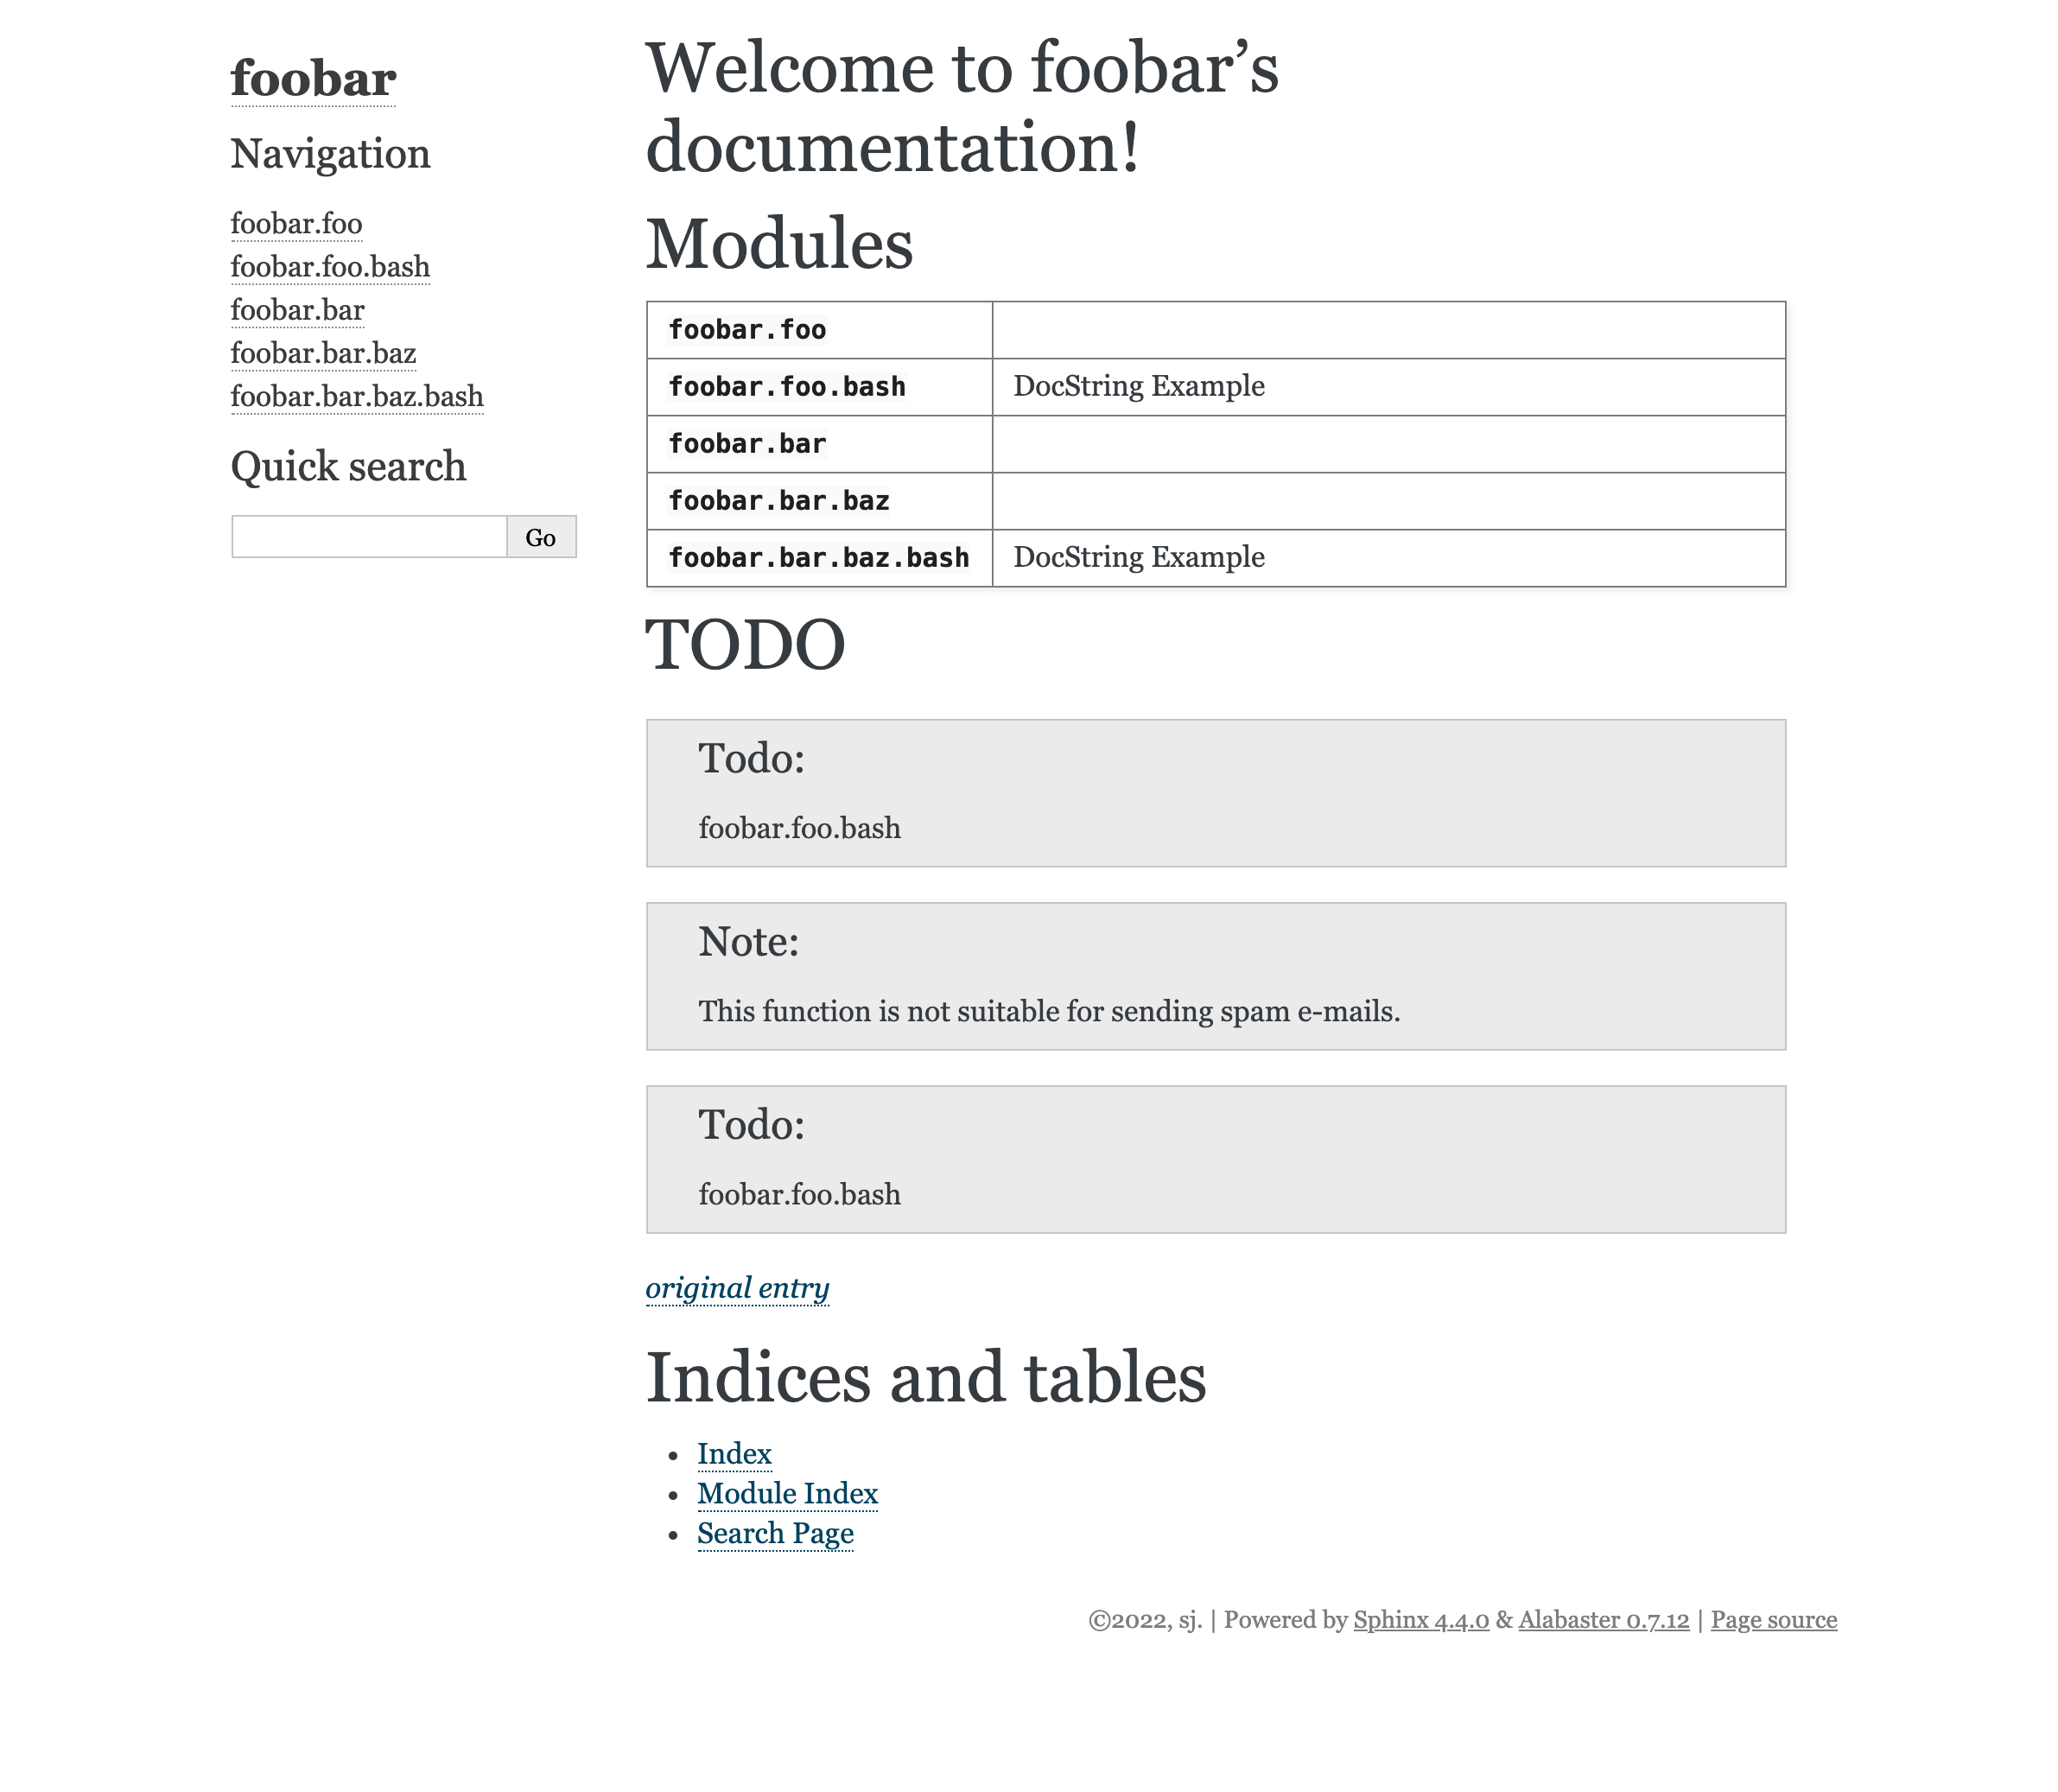 foobar
Navigation
foobar.foo
foobar.foo.bash
foobar.bar
foobar.bar.baz
foobar.bar.baz.bash
Quick search
Go
Welcome to foobar’s
documentation!
Modules
foobar.foo
foobar.foo.bash DocString Example
foobar.bar
foobar.bar.baz
foobar.bar.baz.bash DocString Example
TODO
Todo:
foobar.foo.bash
Note:
This function is not suitable for sending spam e-mails.
Todo:
foobar.foo.bash
original entry
Indices and tables
• Index
• Module Index
• Search Page
©2022, sj. | Powered by Sphinx 4.4.0 & Alabaster 0.7.12 | Page source